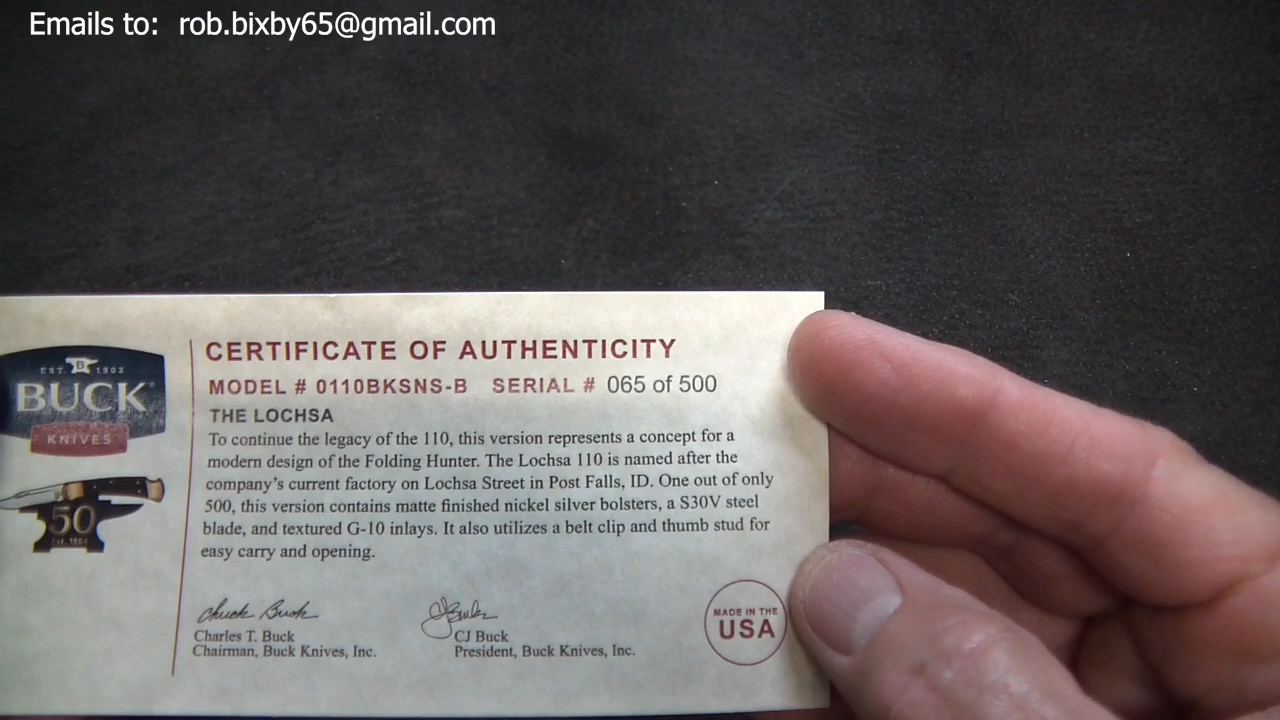 Emails to: rob.bixby65@gmail.com
CERTIFICATE OF AUTHENTICITY
MODEL # 0110BKSNS-B SERIAL # 065 of 500
THE LOCHSA
To continue the legacy of the 110, this version represents a concept for a
modern design of the Folding Hunter. The Lochsa 110 is named after the
company's current factory on Lochsa Street in Post Falls, ID. One out of only
500, this version contains matte finished nickel silver bolsters, a S30V steel
blade, and textured G-10 inlays. It also utilizes a belt clip and thumb stud for
easy carry and opening.
EST. B 1902
BUCK®
KNIVES
50
Est. 1964
Chuck Buck
CJ Buck
Charles T. Buck
CJ Buck
Chairman, Buck Knives, Inc.
President, Buck Knives, Inc.
MADE IN THE
USA